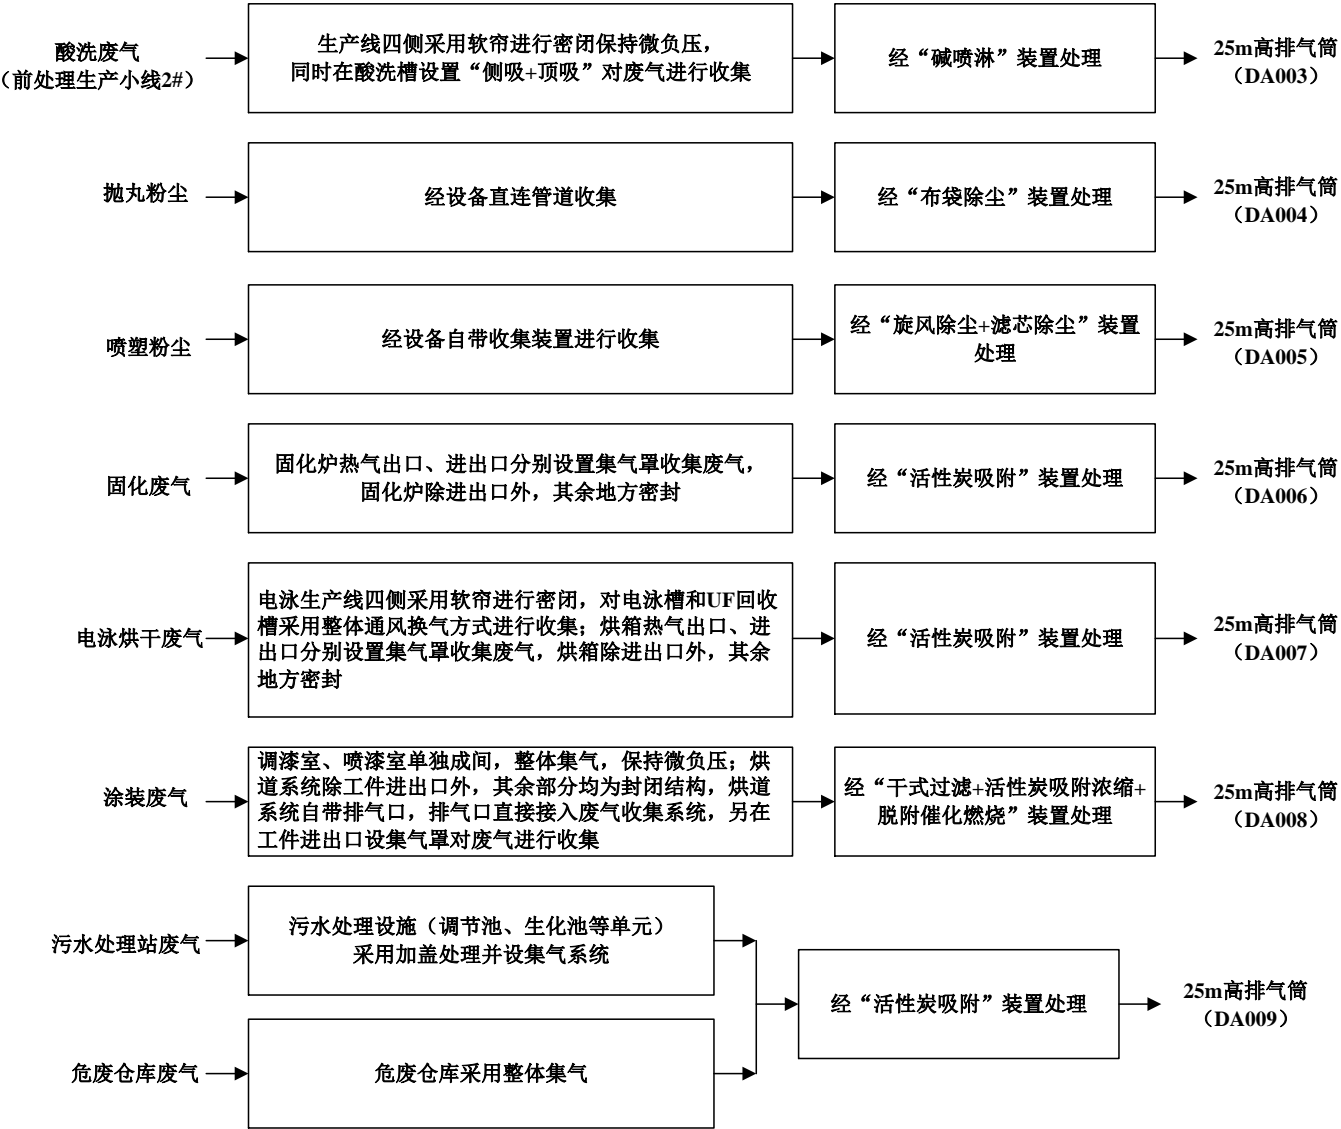 酸洗废气
（前处理生产小线2#）
生产线四侧采用软帘进行密闭保持微负压，
同时在酸洗槽设置“侧吸+顶吸”对废气进行收集
经“碱喷淋”装置处理
25m高排气筒
（DA003）
抛丸粉尘
经设备直连管道收集
经“布袋除尘”装置处理
25m高排气筒
（DA004）
喷塑粉尘
经设备自带收集装置进行收集
经“旋风除尘+滤芯除尘”装置
处理
25m高排气筒
（DA005）
固化废气
固化炉热气出口、进出口分别设置集气罩收集废气，
固化炉除进出口外，其余地方密封
经“活性炭吸附”装置处理
25m高排气筒
（DA006）
电泳烘干废气
电泳生产线四侧采用软帘进行密闭，对电泳槽和UF回收
槽采用整体通风换气方式进行收集；烘箱热气出口、进
出口分别设置集气罩收集废气，烘箱除进出口外，其余
地方密封
经“活性炭吸附”装置处理
25m高排气筒
（DA007）
涂装废气
调漆室、喷漆室单独成间，整体集气，保持微负压；烘
道系统除工件进出口外，其余部分均为封闭结构，烘道
系统自带排气口，排气口直接接入废气收集系统，另在
工件进出口设集气罩对废气进行收集
经“干式过滤+活性炭吸附浓缩+
脱附催化燃烧”装置处理
25m高排气筒
（DA008）
污水处理站废气
污水处理设施（调节池、生化池等单元）
采用加盖处理并设集气系统
危废仓库废气
危废仓库采用整体集气
经“活性炭吸附”装置处理
25m高排气筒
（DA009）